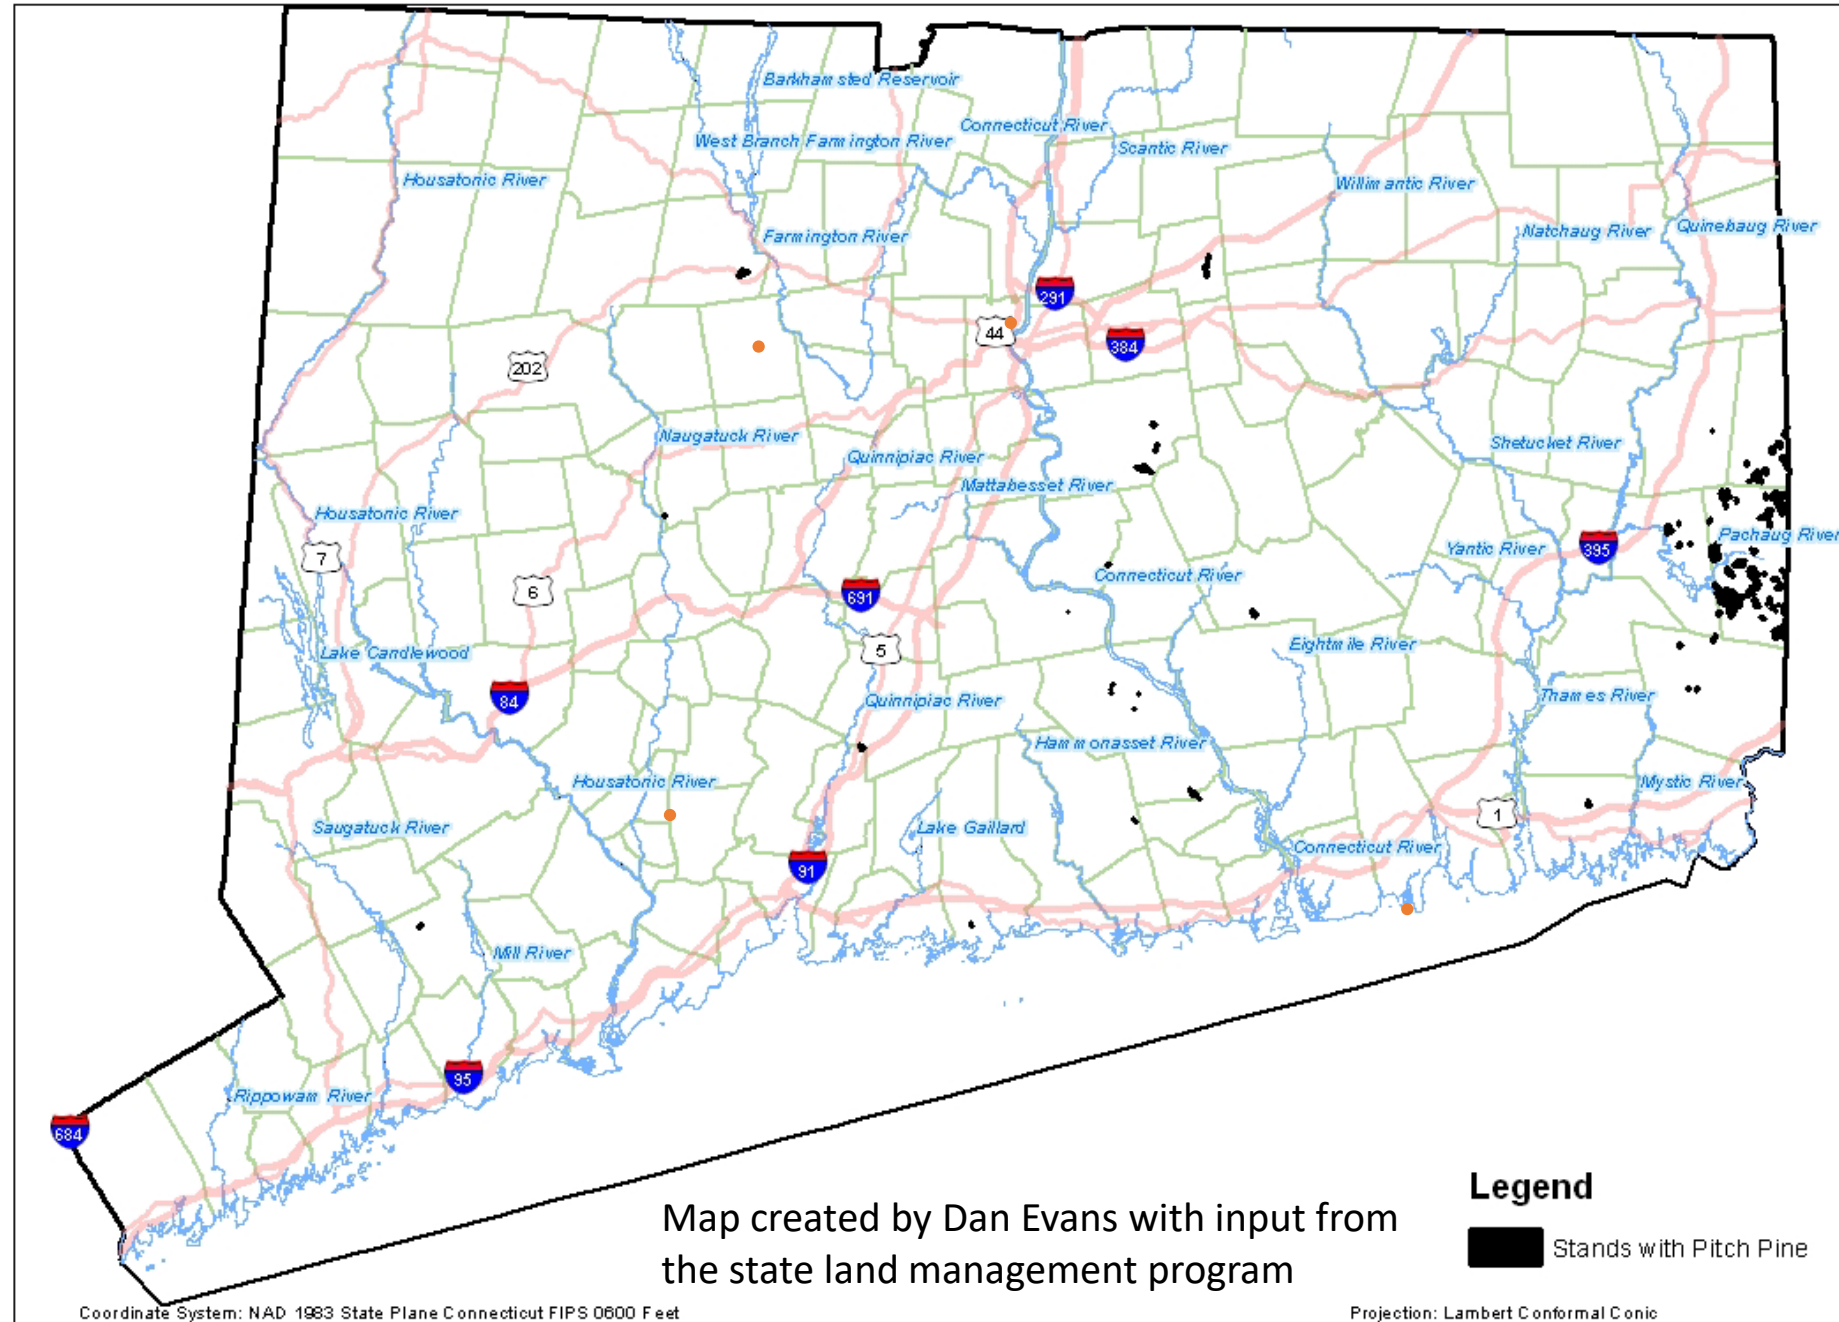 Barkhamsted Reservoir
Connecticut River
West Branch Farmington River
Scantic River
Housatonic River
Willimantic River
Farmington River
Natchaug River
Quinebaug River
291
44
384
202
Naugatuck River
Shetucket River
Quinnipiac River
Mattabesset River
Housatonic River
7
Yantic River
395
Pachaug River
Connecticut River
6
691
Eightmile River
5
Lake Candlewood
84
Quinnipiac River
Thames River
Hammonasset River
Housatonic River
Mystic River
Saugatuck River
Lake Gaillard
1
Connecticut River
91
Mill River
95
Rippowam River
684
Legend
Stands with Pitch Pine
Map created by Dan Evans with input from
the state land management program
Coordinate System: NAD 1983 State Plane Connecticut FIPS 0600 Feet
Projection: Lambert Conformal Conic